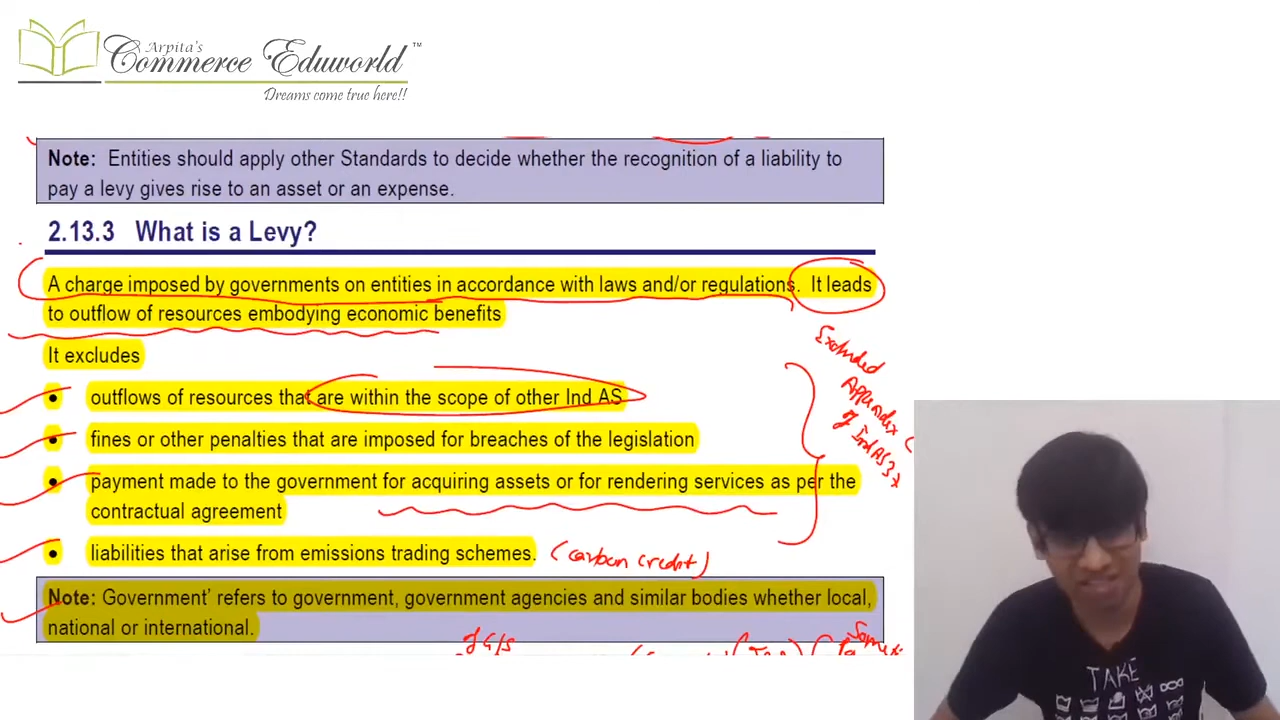 Arpita's
Commerce Eduworld™
Dreams come true here!!
Note: Entities should apply other Standards to decide whether the recognition of a liability to
pay a levy gives rise to an asset or an expense.
2.13.3 What is a Levy?
A charge imposed by governments on entities in accordance with laws and/or regulations. It leads
to outflow of resources embodying economic benefits
It excludes
• outflows of resources that are within the scope of other Ind AS
• fines or other penalties that are imposed for breaches of the legislation
• payment made to the government for acquiring assets or for rendering services as per the
contractual agreement
• liabilities that arise from emissions trading schemes. (carbon credit)
Excluded
Appendix C
of Ind AS 37
Note: Government' refers to government, government agencies and similar bodies whether local,
national or international.
of G/S
TAKE